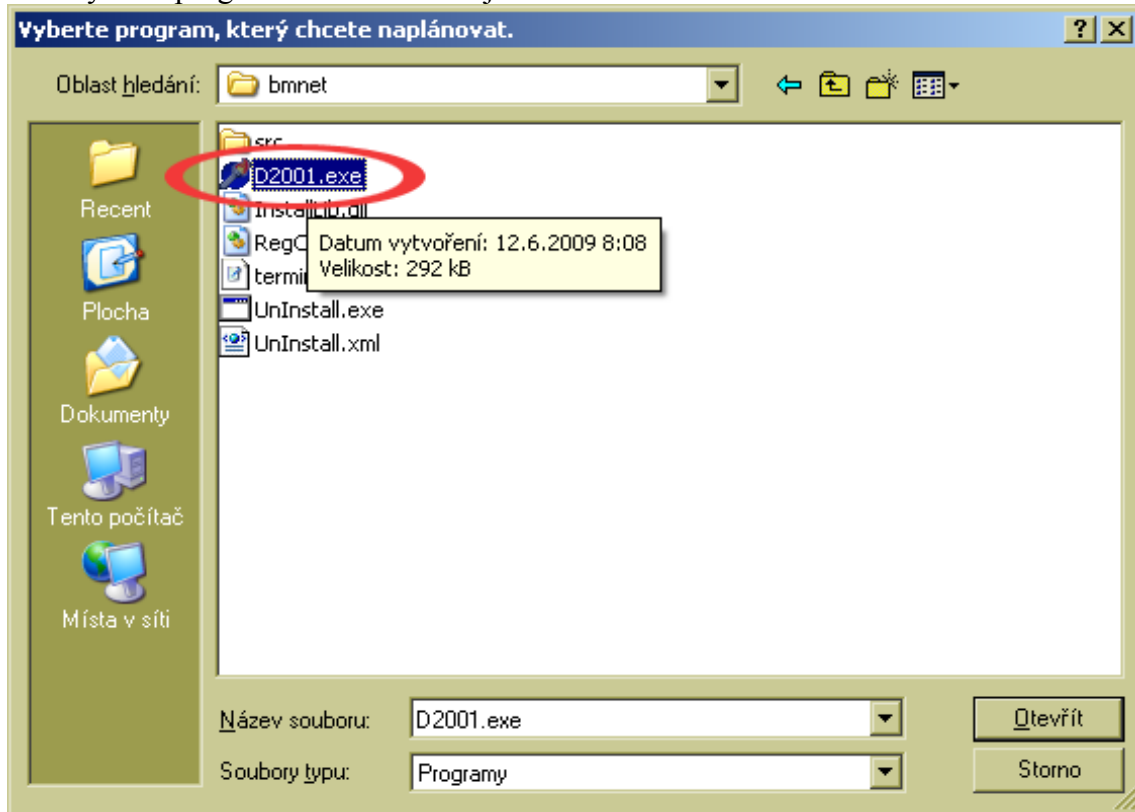 Vyberte program, který chcete naplánovat.
Oblast hledání: bmnet
src
D2001.exe
InstallLib.dll
Datum vytvoření: 12.6.2009 8:08
Velikost: 292 kB
UnInstall.exe
UnInstall.xml
Recent
Plocha
Dokumenty
Tento počítač
Místa v síti
Název souboru: D2001.exe
Otevřít
Soubory typu: Programy
Storno